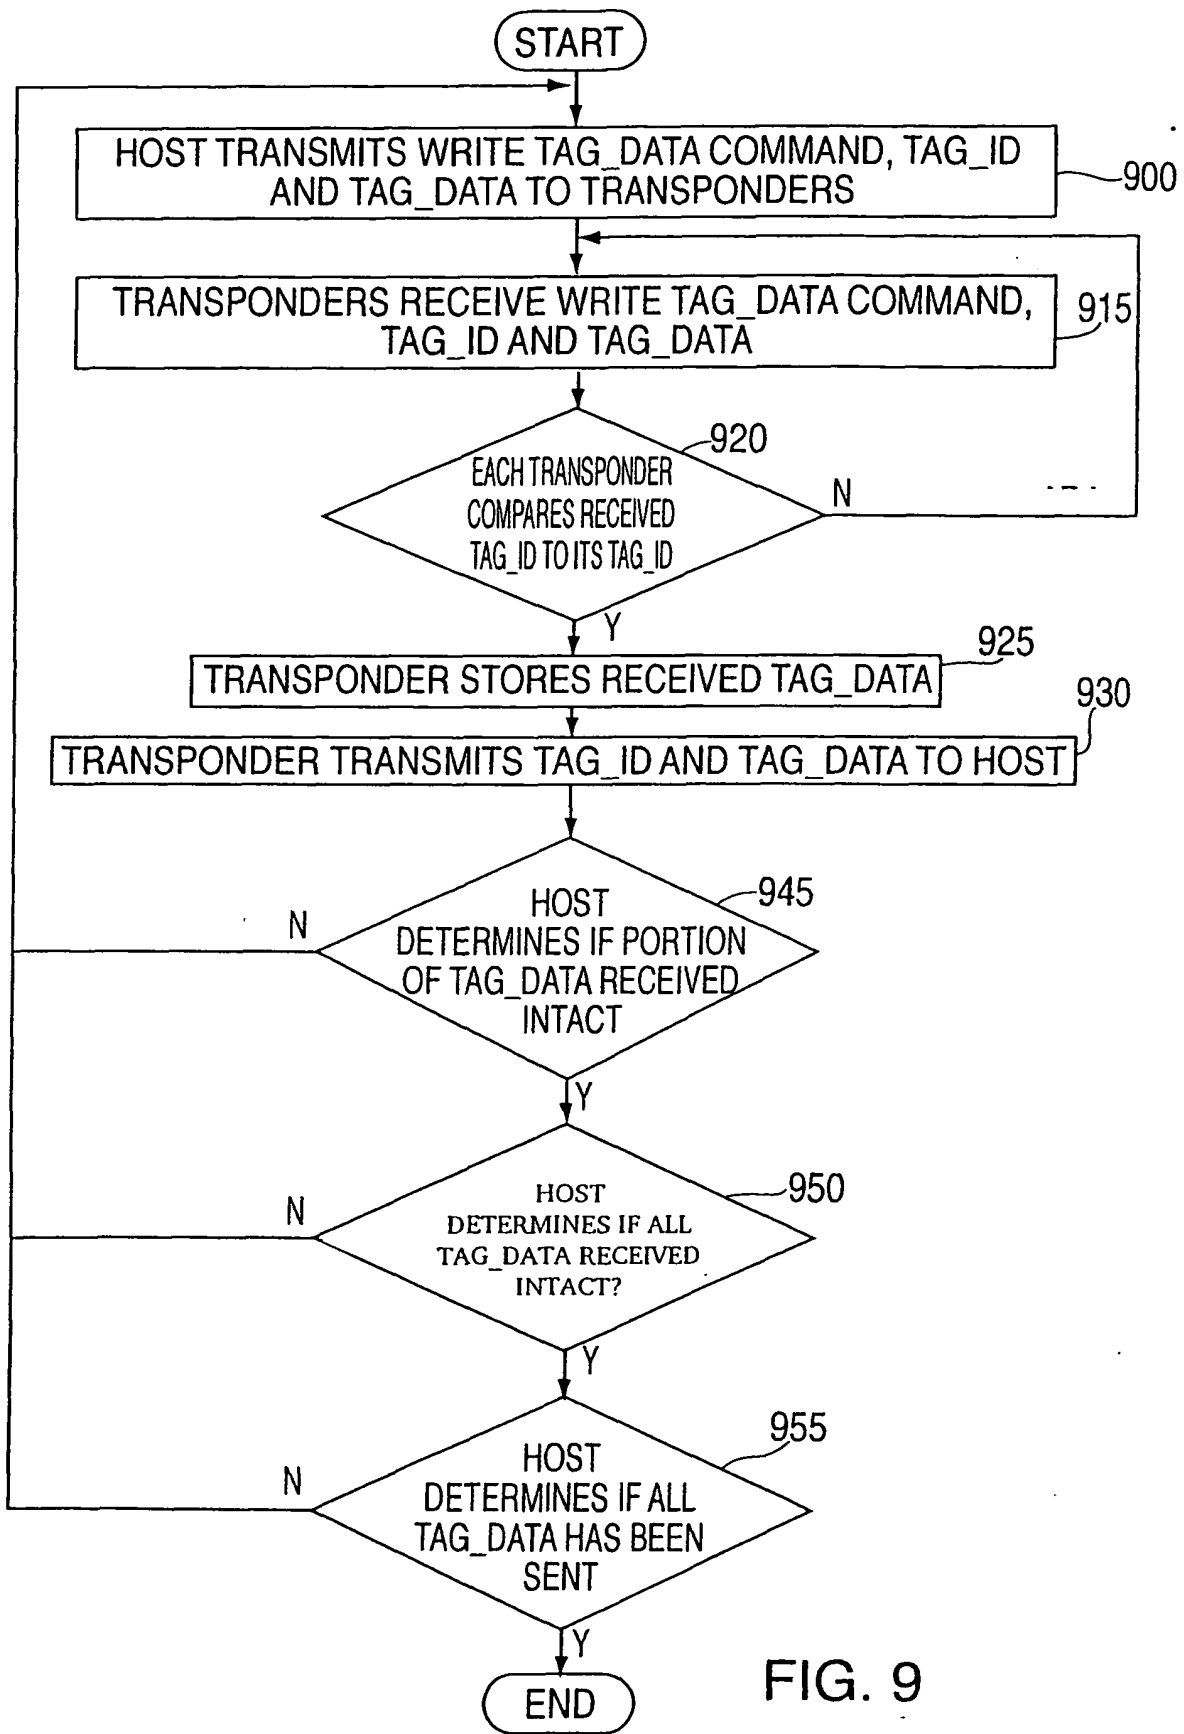 START
HOST TRANSMITS WRITE TAG_DATA COMMAND, TAG_ID
AND TAG_DATA TO TRANSPONDERS
900
TRANSPONDERS RECEIVE WRITE TAG_DATA COMMAND,
TAG_ID AND TAG_DATA
915
920
EACH TRANSPONDER
COMPARES RECEIVED
TAG_ID TO ITS TAG_ID
N
Y
925
TRANSPONDER STORES RECEIVED TAG_DATA
930
TRANSPONDER TRANSMITS TAG_ID AND TAG_DATA TO HOST
945
HOST
DETERMINES IF PORTION
OF TAG_DATA RECEIVED
INTACT
N
Y
950
HOST
DETERMINES IF ALL
TAG_DATA RECEIVED
INTACT?
N
Y
955
HOST
DETERMINES IF ALL
TAG_DATA HAS BEEN
SENT
N
Y
END
FIG. 9